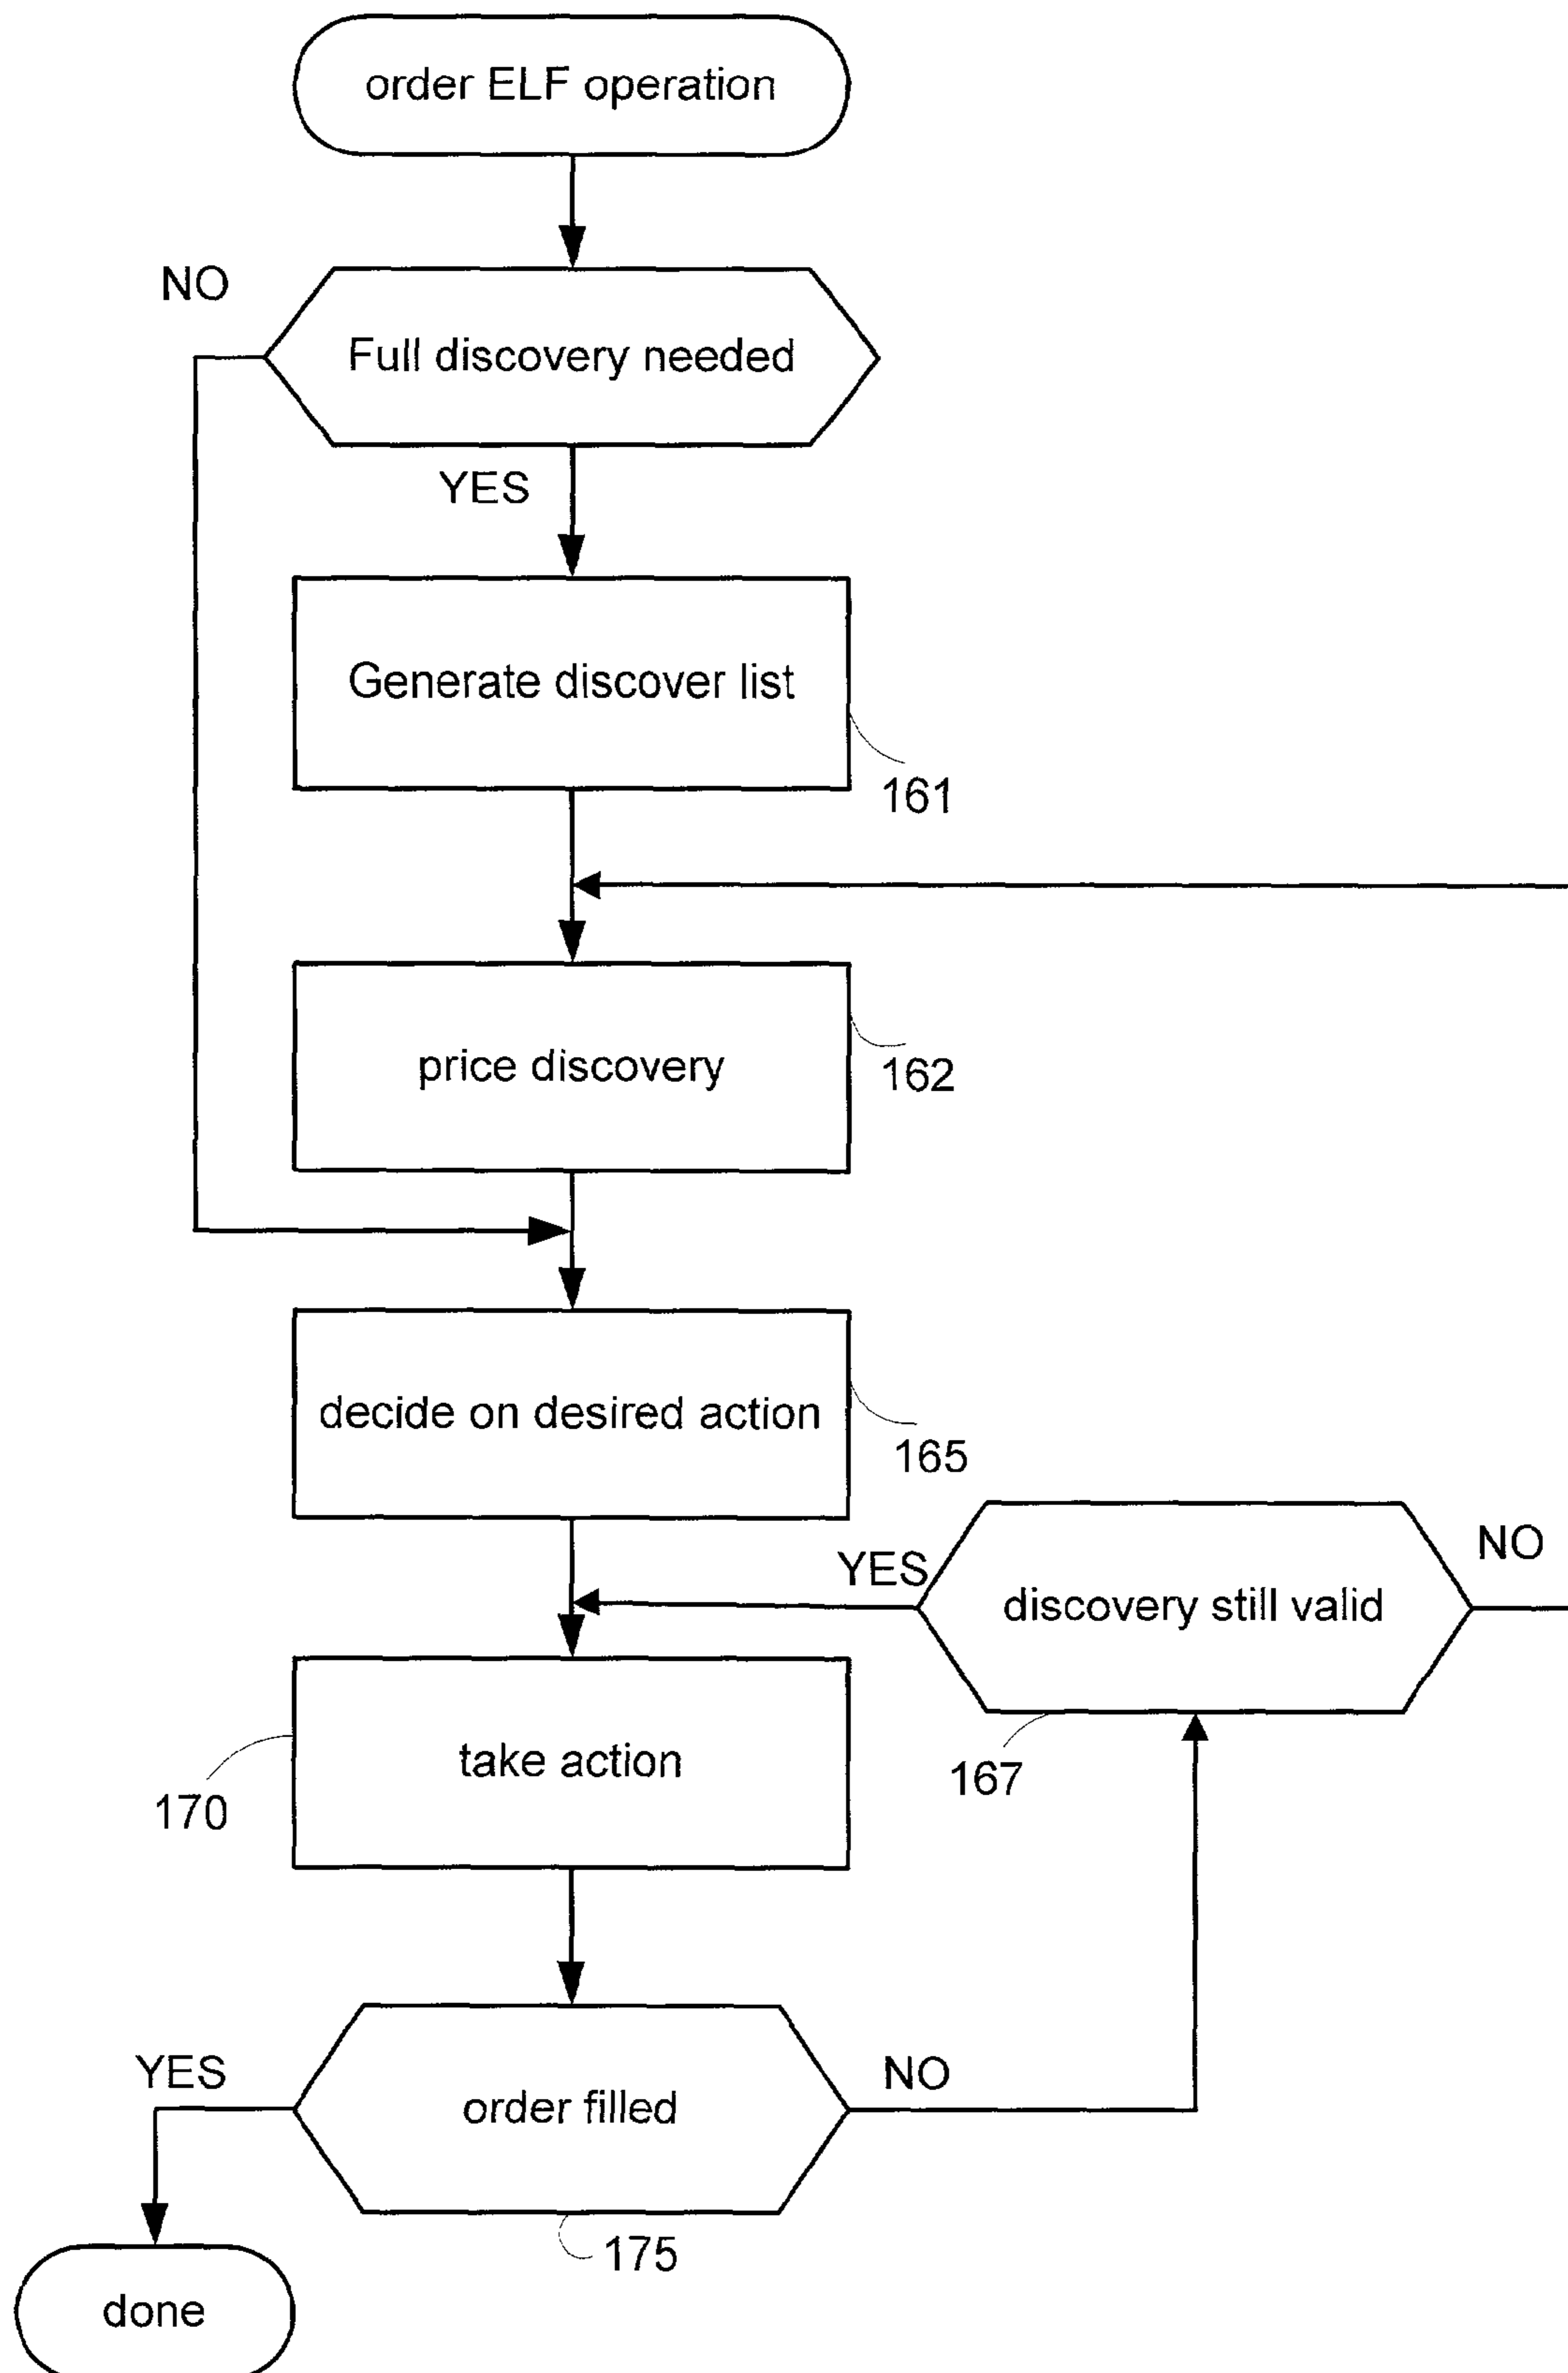 order ELF operation
NO
Full discovery needed
YES
Generate discover list
161
price discovery
162
decide on desired action
165
YES
discovery still valid
NO
167
take action
170
YES
order filled
NO
175
done